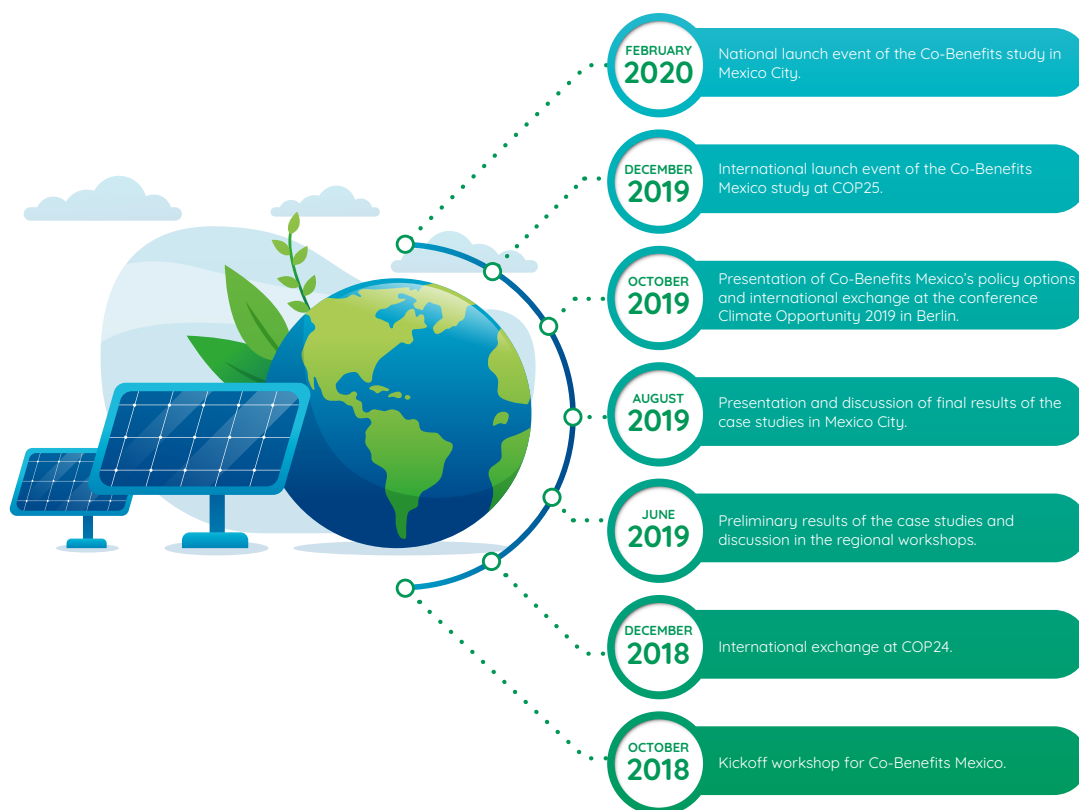 FEBRUARY
2020
National launch event of the Co-Benefits study in
Mexico City.
DECEMBER
2019
International launch event of the Co-Benefits
Mexico study at COP25.
OCTOBER
2019
Presentation of Co-Benefits Mexico's policy options
and international exchange at the conference
Climate Opportunity 2019 in Berlin.
AUGUST
2019
Presentation and discussion of final results of the
case studies in Mexico City.
JUNE
2019
Preliminary results of the case studies and
discussion in the regional workshops.
DECEMBER
2018
International exchange at COP24.
OCTOBER
2018
Kickoff workshop for Co-Benefits Mexico.